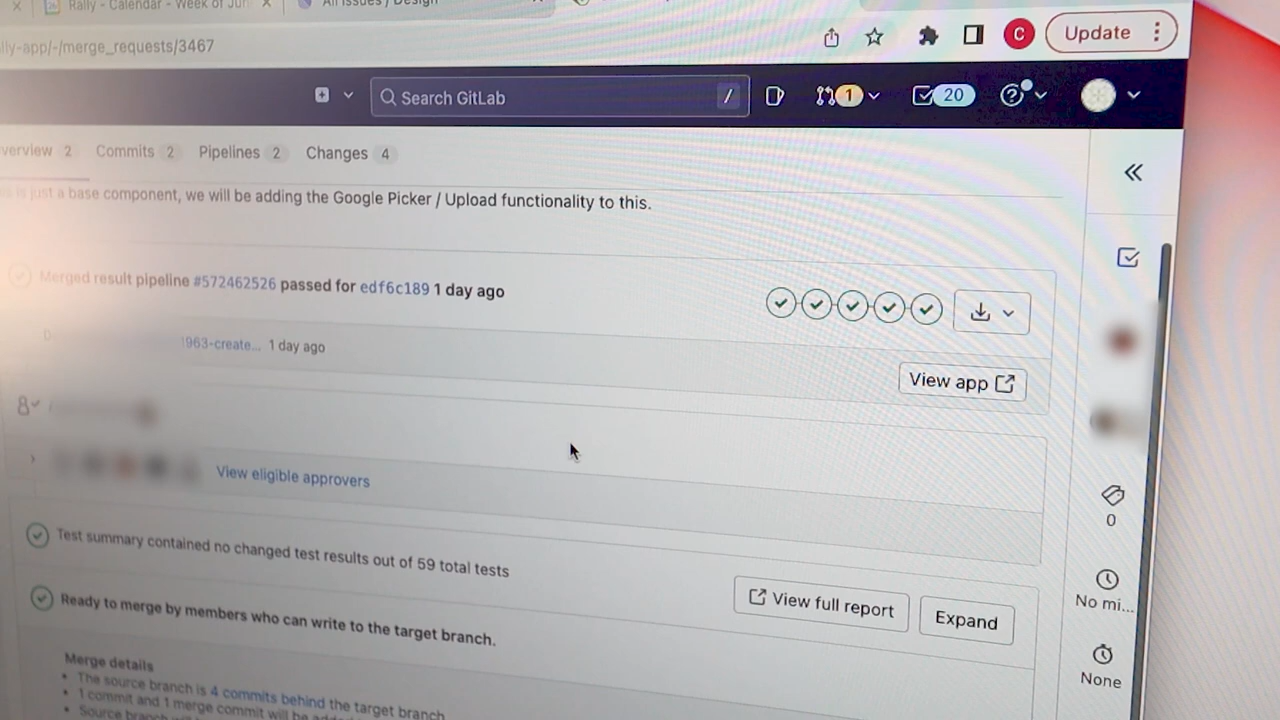 Rally - Calendar - Week of Jun
All Issues / Design
lly-app/-/merge_requests/3467
C
Update
Search GitLab
/
1
20
verview 2
Commits 2
Pipelines 2
Changes 4
is just a base component, we will be adding the Google Picker / Upload functionality to this.
Merged result pipeline #572462526 passed for edf6c189 1 day ago
1963-create... 1 day ago
View app
View eligible approvers
0
Test summary contained no changed test results out of 59 total tests
View full report
Expand
No mi...
Ready to merge by members who can write to the target branch.
None
Merge details
• The source branch is 4 commits behind the target branch
• 1 commit and 1 merge commit will be added
• Source branch will